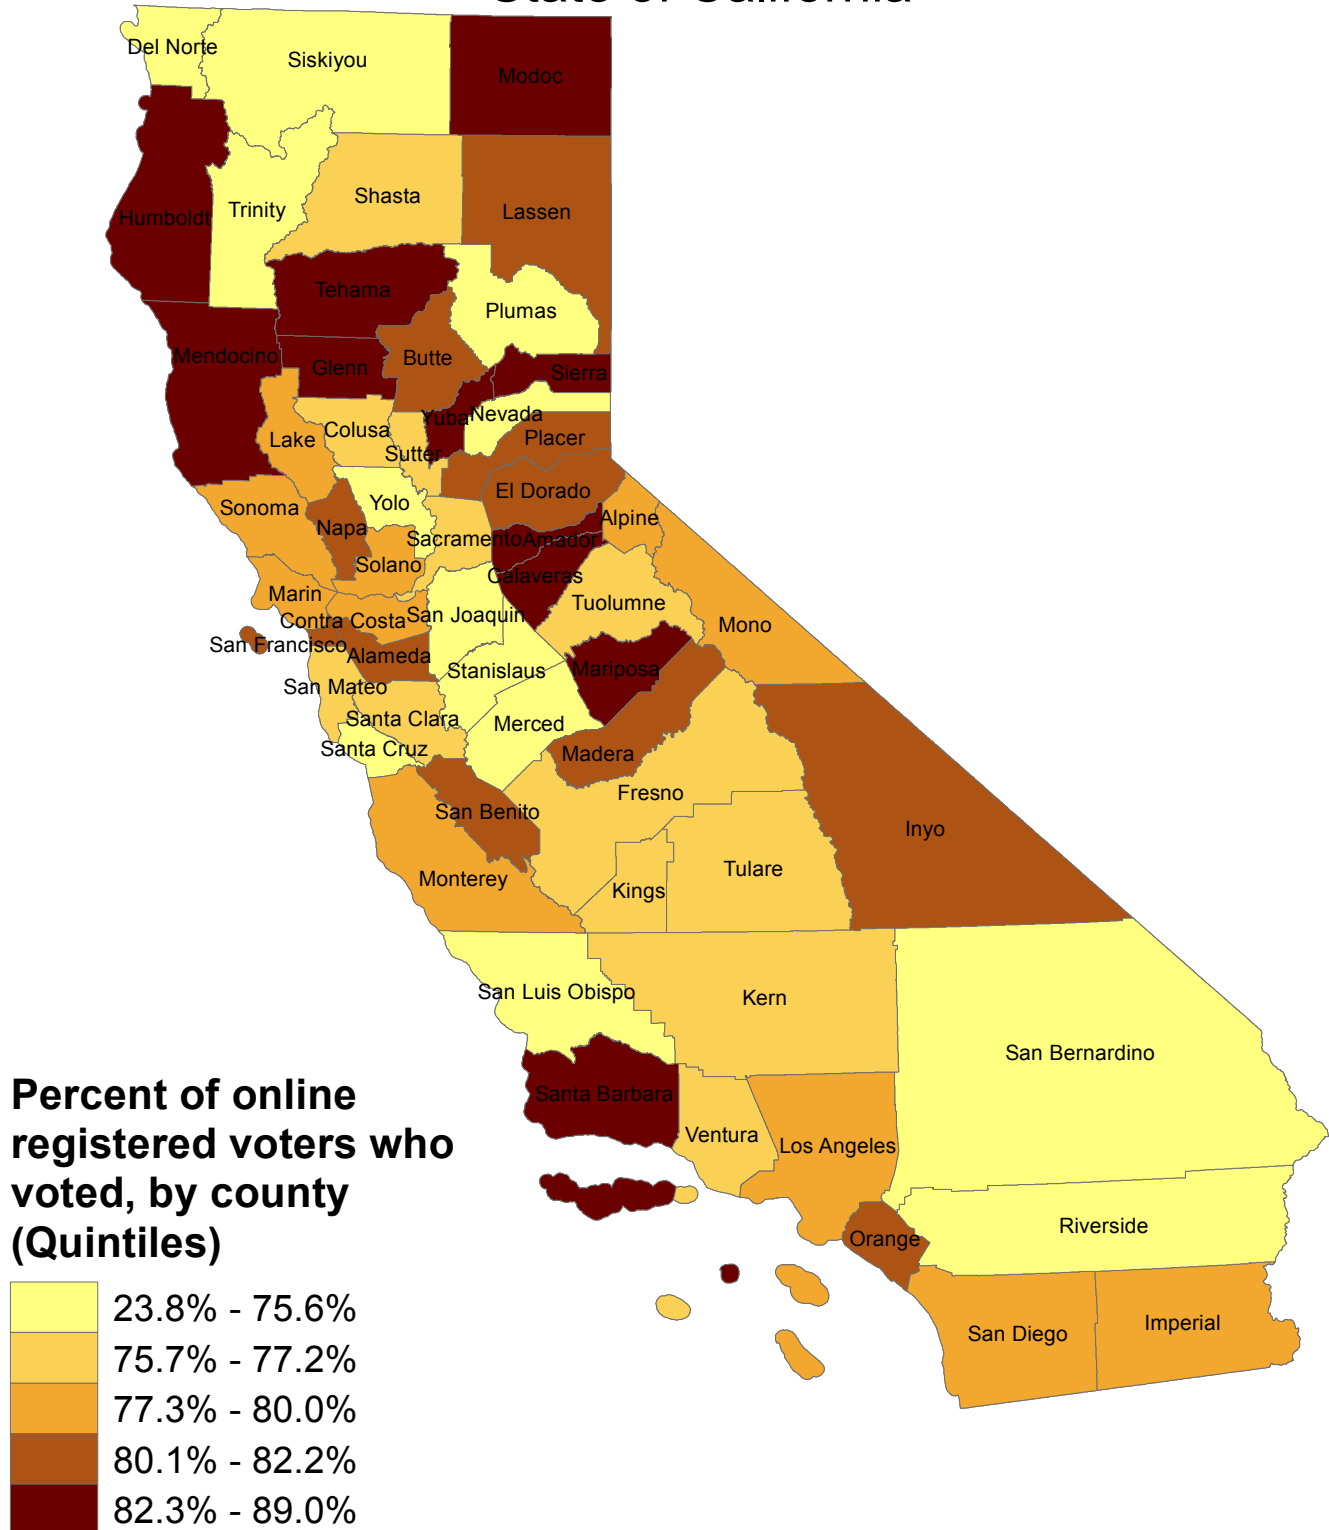 State of California
Del Norte
Siskiyou
Modoc
Humboldt
Trinity
Shasta
Lassen
Tehama
Plumas
Mendocino
Glenn
Butte
Sierra
Lake
Colusa
Sutter
Yuba
Nevada
Placer
El Dorado
Sonoma
Napa
Yolo
Solano
Sacramento
Amador
Alpine
Calaveras
Marin
Contra Costa
San Joaquin
Tuolumne
Mono
San Francisco
Alameda
Stanislaus
Mariposa
San Mateo
Santa Clara
Merced
Santa Cruz
Madera
San Benito
Fresno
Inyo
Monterey
Kings
Tulare
San Luis Obispo
Kern
San Bernardino
Santa Barbara
Ventura
Los Angeles
Orange
Riverside
San Diego
Imperial
Percent of online
registered voters who
voted, by county
(Quintiles)
23.8% - 75.6%
75.7% - 77.2%
77.3% - 80.0%
80.1% - 82.2%
82.3% - 89.0%